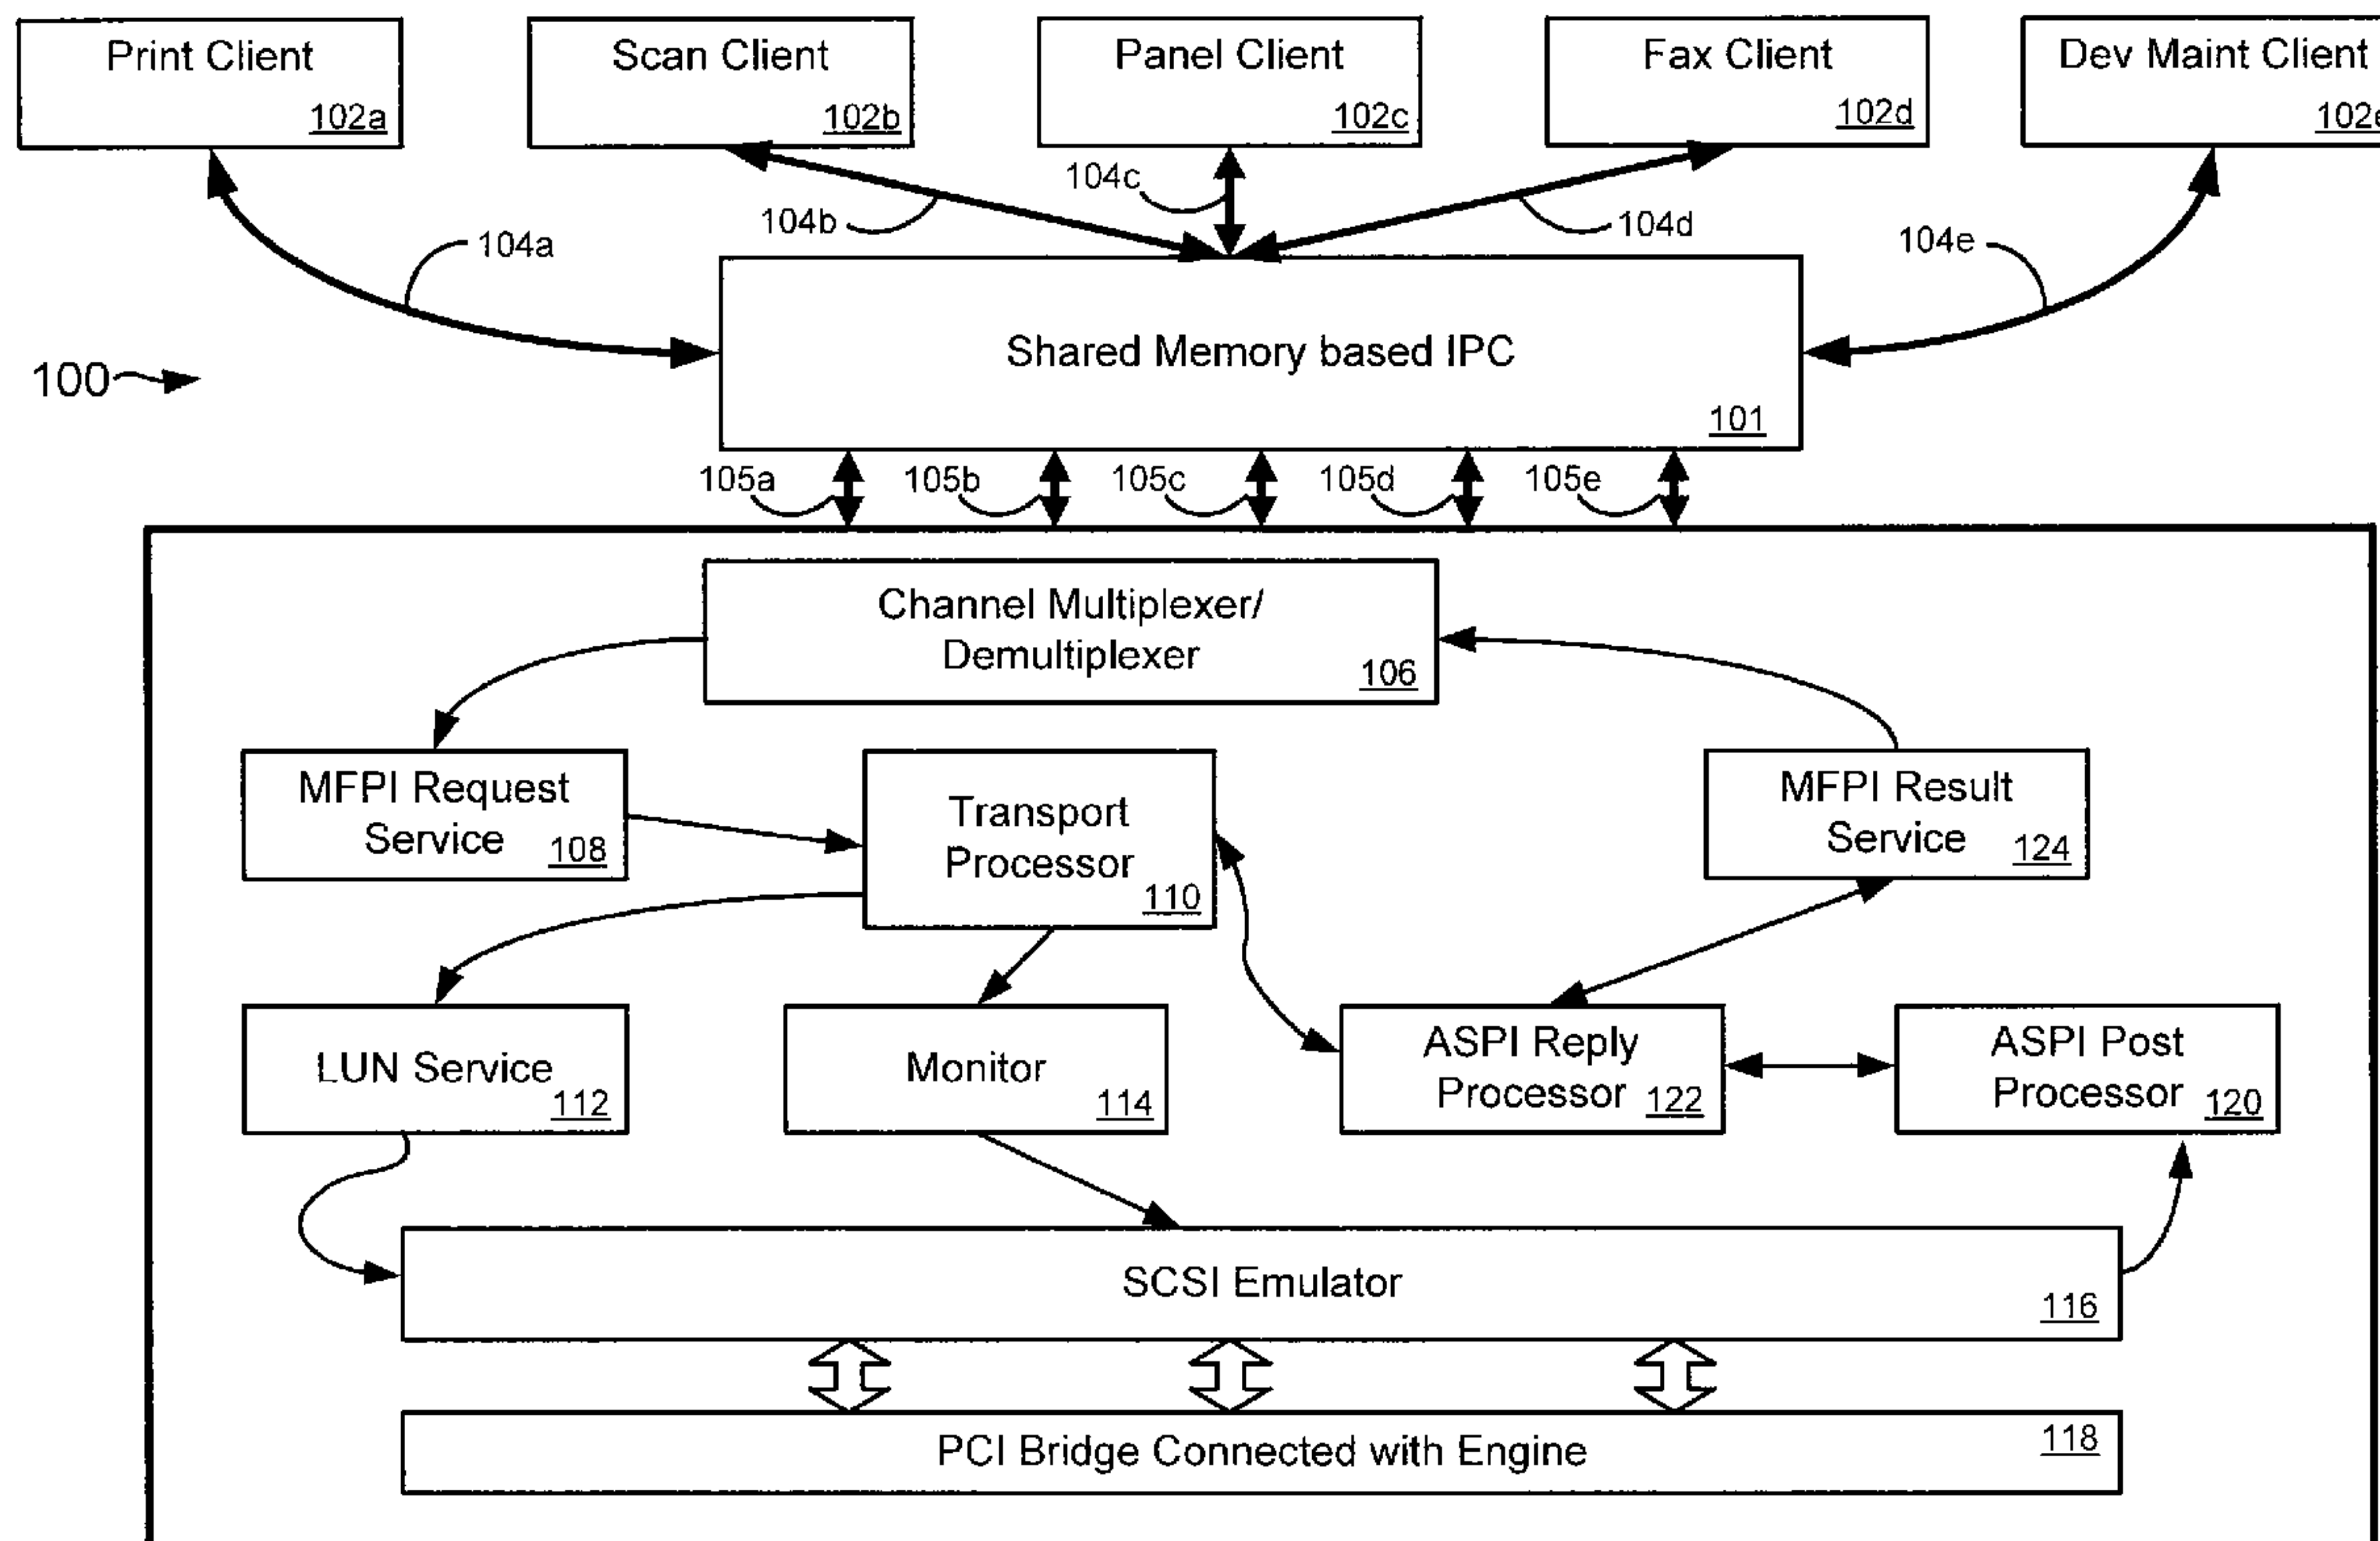 Print Client
102a
Scan Client
102b
Panel Client
102c
Fax Client
102d
Dev Maint Client
102e
104a
104b
104c
104d
104e
100
Shared Memory based IPC
101
105a
105b
105c
105d
105e
Channel Multiplexer/
Demultiplexer
106
MFPI Request
Service 108
Transport
Processor
110
MFPI Result
Service 124
LUN Service
112
Monitor
114
ASPI Reply
Processor 122
ASPI Post
Processor 120
SCSI Emulator
116
PCI Bridge Connected with Engine
118